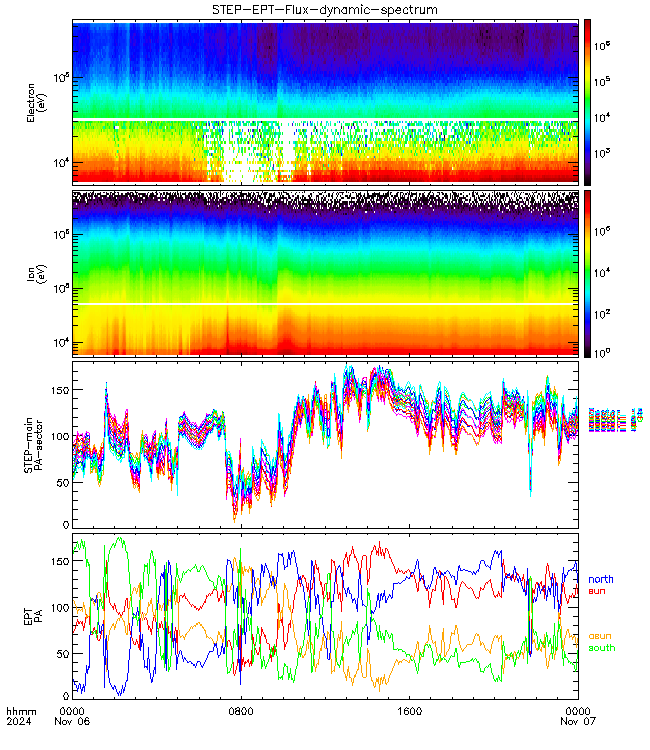 STEP-EPT-Flux-dynamic-spectrum
Electron
(eV)
10⁵
10⁴
10⁶
10⁵
10⁴
10³
Ion
(eV)
10⁶
10⁵
10⁴
10⁶
10⁴
10²
10⁰
STEP-main
PA-sector
150
100
50
0
EPT
PA
150
100
50
0
north
sun
asun
south
hhmm
2024
0000
Nov 06
0800
1600
0000
Nov 07